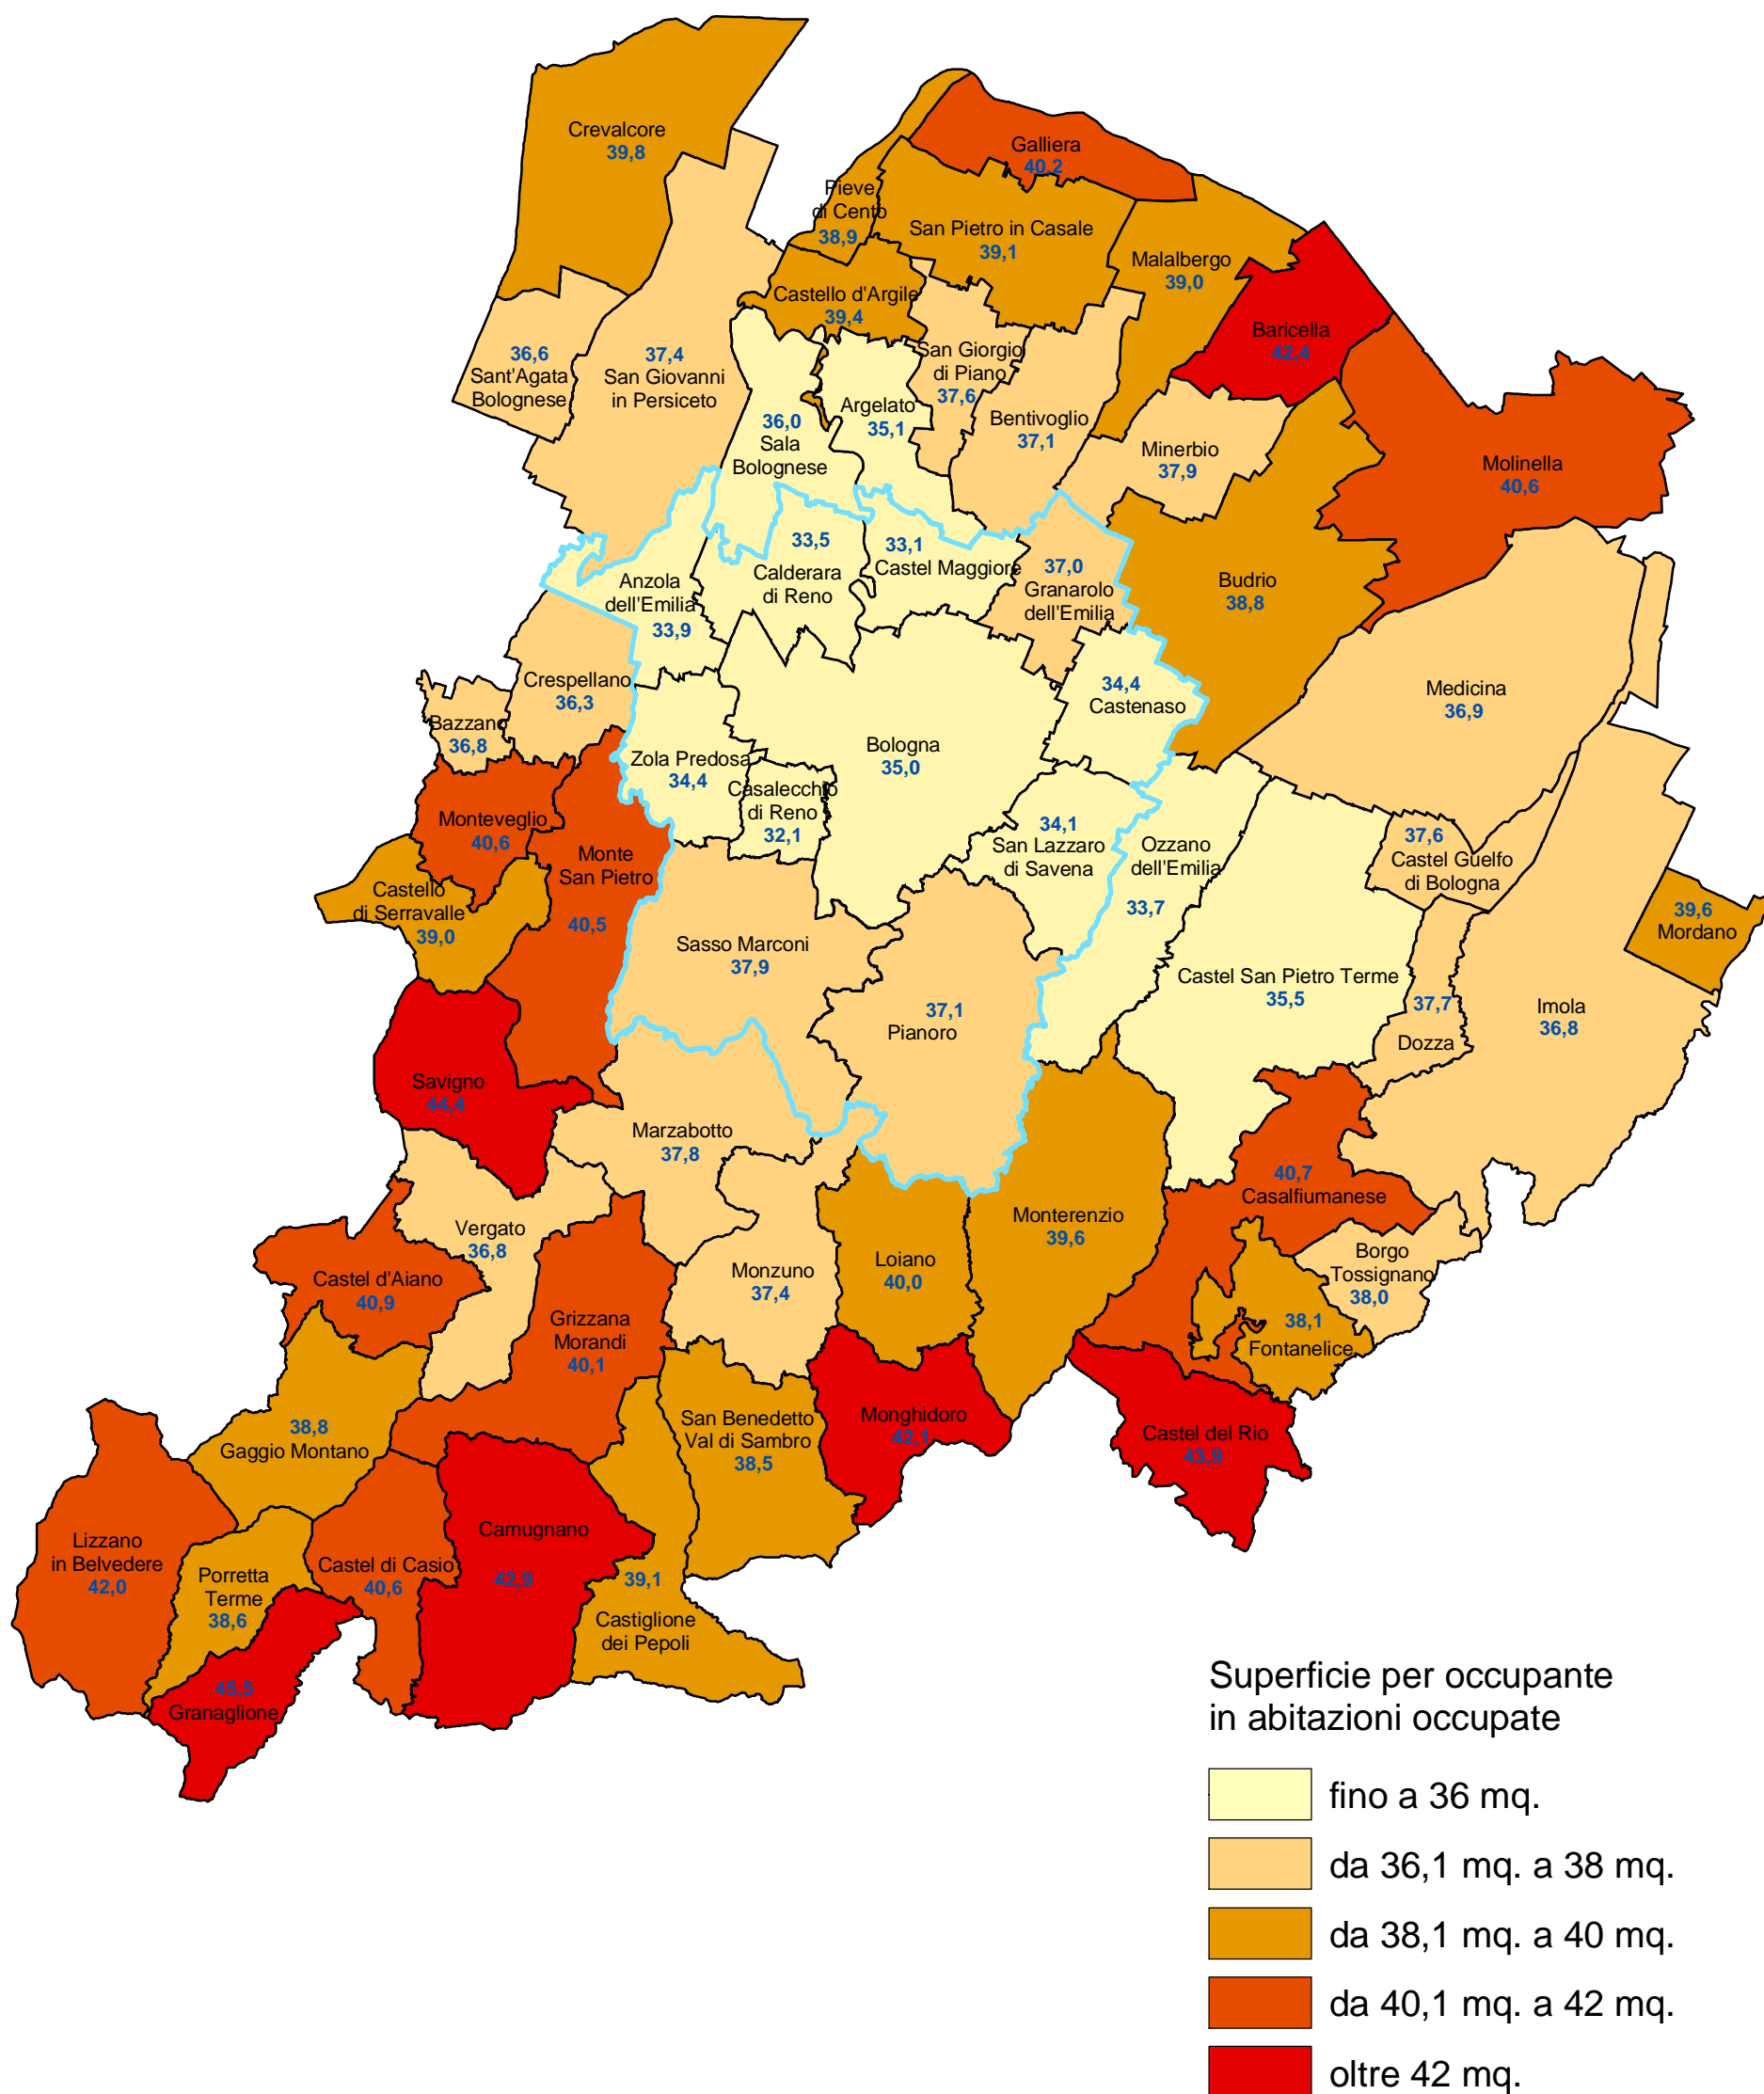 Crevalcore
39,8
Galliera
40,2
Pieve
di Cento
38,9
San Pietro in Casale
39,1
Malalbergo
39,0
Castello d'Argile
39,4
Baricella
42,4
36,6
Sant'Agata
Bolognese
37,4
San Giovanni
in Persiceto
San Giorgio
di Piano
37,6
36,0
Sala
Bolognese
Argelato
35,1
Bentivoglio
37,1
Minerbio
37,9
Molinella
40,6
33,5
Calderara
di Reno
33,1
Castel Maggiore
37,0
Granarolo
dell'Emilia
Anzola
dell'Emilia
33,9
Budrio
38,8
Crespellano
36,3
34,4
Castenaso
Medicina
36,9
Bazzano
36,8
Bologna
35,0
Zola Predosa
34,4
Casalecchio
di Reno
32,1
Monteveglio
40,6
34,1
San Lazzaro
di Savena
Ozzano
dell'Emilia
33,7
37,6
Castel Guelfo
di Bologna
Monte
San Pietro
40,5
Castello
di Serravalle
39,0
39,6
Mordano
Sasso Marconi
37,9
Castel San Pietro Terme
35,5
37,7
Dozza
Imola
36,8
37,1
Pianoro
Savigno
44,4
Marzabotto
37,8
40,7
Casalfiumanese
Vergato
36,8
Monterenzio
39,6
Castel d'Aiano
40,9
Monzuno
37,4
Loiano
40,0
Borgo
Tossignano
38,0
Grizzana
Morandi
40,1
38,1
Fontanelice
38,8
Gaggio Montano
San Benedetto
Val di Sambro
38,5
Monghidoro
42,1
Castel del Rio
43,9
Lizzano
in Belvedere
42,0
Porretta
Terme
38,6
Castel di Casio
40,6
Camugnano
42,9
39,1
Castiglione
dei Pepoli
45,5
Granaglione
Superficie per occupante
in abitazioni occupate
fino a 36 mq.
da 36,1 mq. a 38 mq.
da 38,1 mq. a 40 mq.
da 40,1 mq. a 42 mq.
oltre 42 mq.